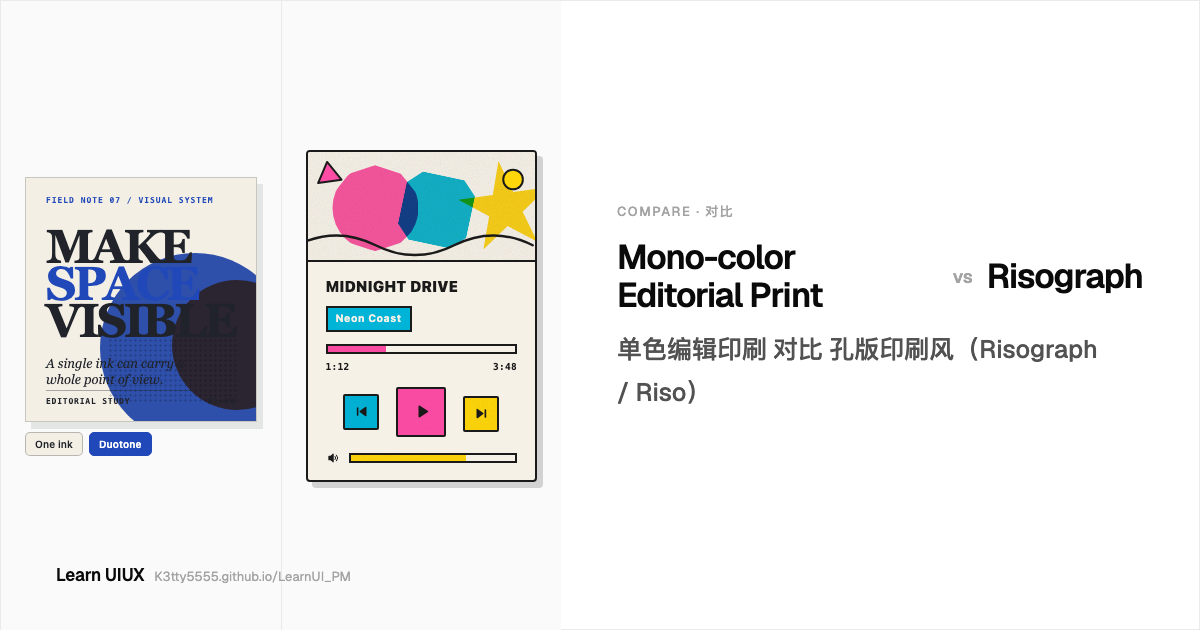 FIELD NOTE 07 / VISUAL SYSTEM
MAKE
SPACE
VISIBLE
A single ink can carry
whole point of view.
EDITORIAL STUDY
One ink
Duotone
MIDNIGHT DRIVE
Neon Coast
1:12
3:48
COMPARE · 对比
Mono-color
Editorial Print
vs
Risograph
单色编辑印刷 对比 孔版印刷风（Risograph
/ Riso）
Learn UIUX
K3tty5555.github.io/LearnUI_PM